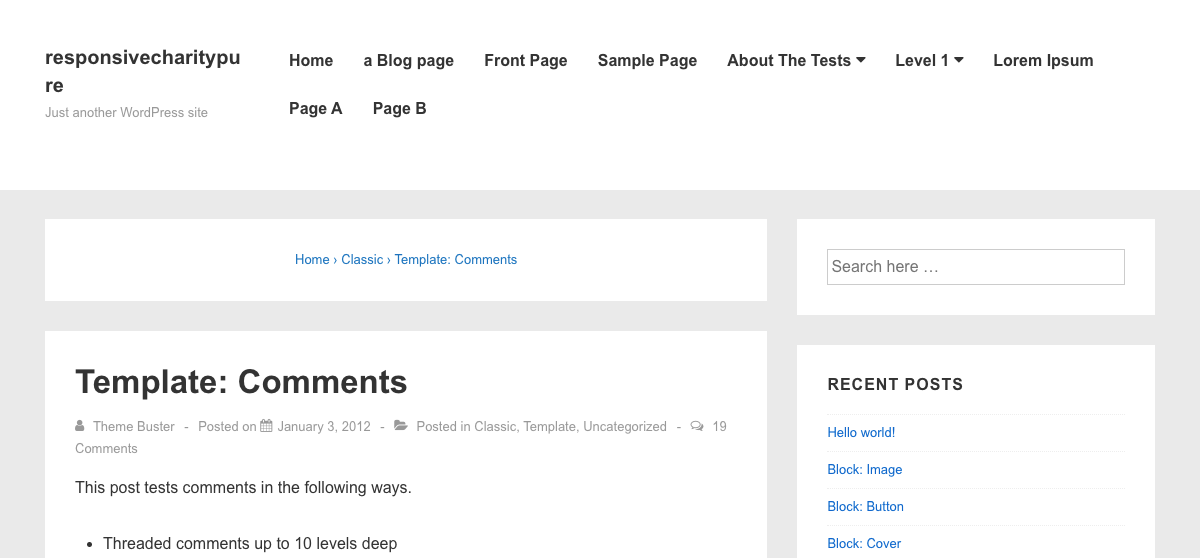 responsivecharitypu
re
Just another WordPress site
Home a Blog page Front Page Sample Page About The Tests Level 1 Lorem Ipsum
Page A Page B
Home › Classic › Template: Comments
Search here …
Template: Comments
Theme Buster - Posted on January 3, 2012 - Posted in Classic, Template, Uncategorized - 19
Comments
This post tests comments in the following ways.
• Threaded comments up to 10 levels deep
RECENT POSTS
Hello world!
Block: Image
Block: Button
Block: Cover